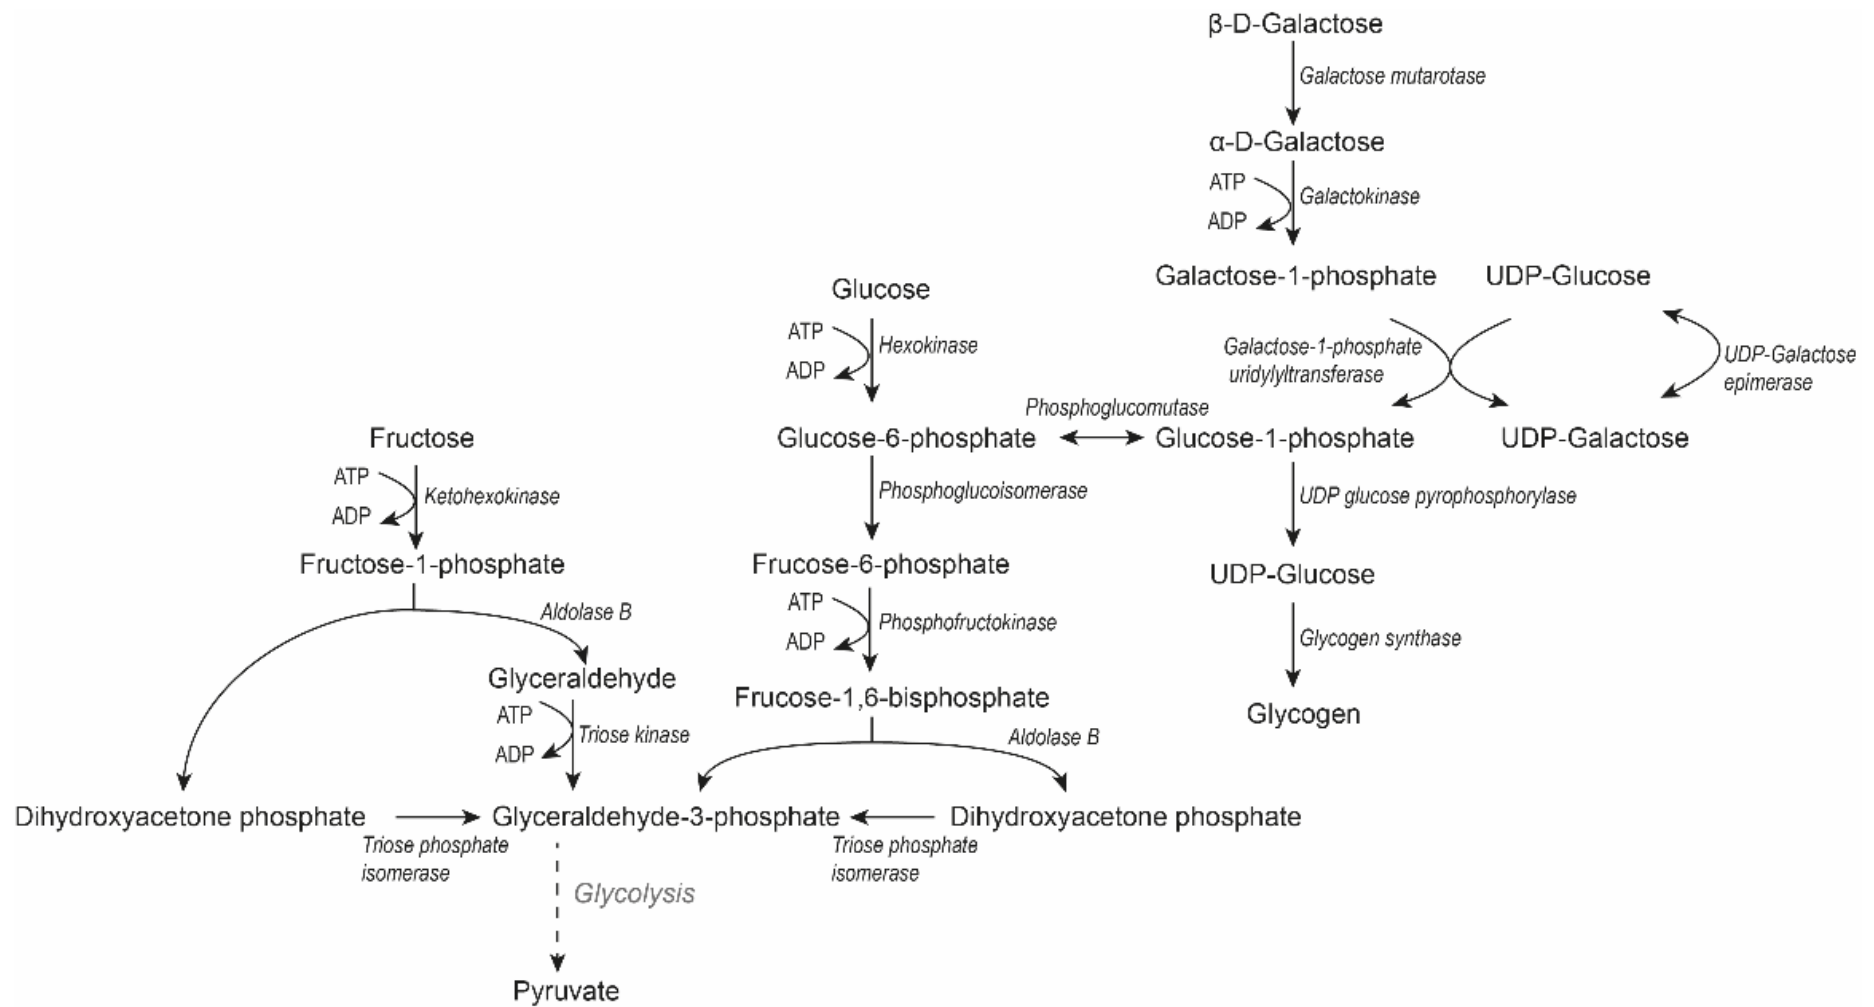 β-D-Galactose
Galactose mutarotase
α-D-Galactose
ATP
Galactokinase
ADP
Galactose-1-phosphate
UDP-Glucose
Glucose
ATP
Hexokinase
ADP
Galactose-1-phosphate
uridylyltransferase
UDP-Galactose
epimerase
Phosphoglucomutase
Fructose
Glucose-6-phosphate
Glucose-1-phosphate
UDP-Galactose
ATP
Ketohexokinase
ADP
Phosphoglucoisomerase
UDP glucose pyrophosphorylase
Fructose-1-phosphate
Frucose-6-phosphate
UDP-Glucose
Aldolase B
ATP
Phosphofructokinase
ADP
Glycogen synthase
Glyceraldehyde
Frucose-1,6-bisphosphate
Glycogen
ATP
Triose kinase
ADP
Aldolase B
Dihydroxyacetone phosphate
Glyceraldehyde-3-phosphate
Dihydroxyacetone phosphate
Triose phosphate
isomerase
Triose phosphate
isomerase
Glycolysis
Pyruvate